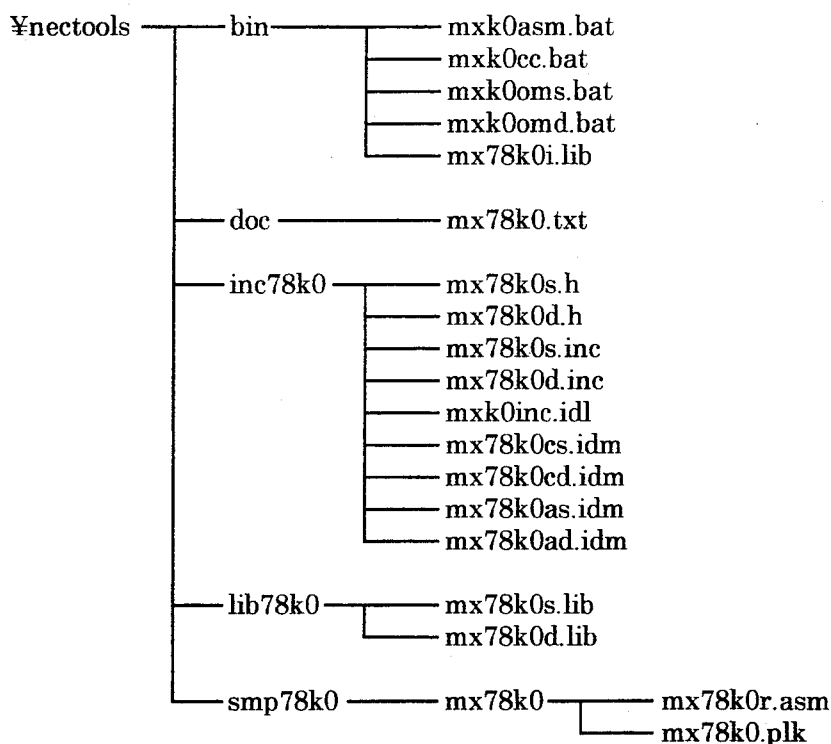 ¥nectools bin mxk0asm.bat
mxk0cc.bat
mxk0oms.bat
mxk0omd.bat
mx78k0i.lib
doc mx78k0.txt
inc78k0 mx78k0s.h
mx78k0d.h
mx78k0s.inc
mx78k0d.inc
mxk0inc.idl
mx78k0cs.idm
mx78k0cd.idm
mx78k0as.idm
mx78k0ad.idm
lib78k0 mx78k0s.lib
mx78k0d.lib
smp78k0 mx78k0 mx78k0r.asm
mx78k0.plk